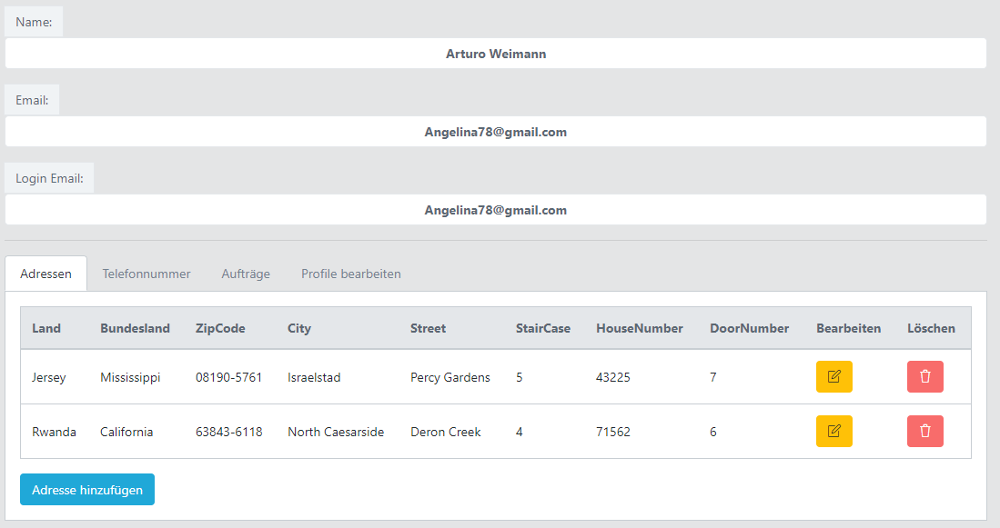 Name:
Arturo Weimann
Email:
Angelina78@gmail.com
Login Email:
Angelina78@gmail.com
Adressen Telefonnummer Aufträge Profile bearbeiten
Land Bundesland ZipCode City Street StairCase HouseNumber DoorNumber Bearbeiten Löschen
Jersey Mississippi 08190-5761 Israelstad Percy Gardens 5 43225 7
Rwanda California 63843-6118 North Caesarside Deron Creek 4 71562 6
Adresse hinzufügen